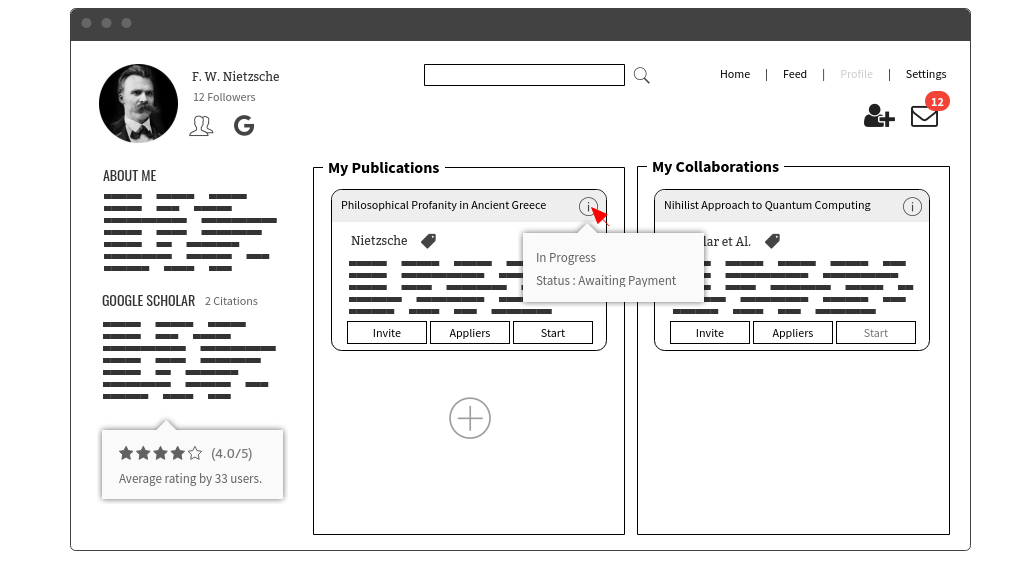 F. W. Nietzsche
12 Followers
G
Home | Feed | Profile | Settings
12
ABOUT ME
GOOGLE SCHOLAR 2 Citations
(4.0/5)
Average rating by 33 users.
My Publications
Philosophical Profanity in Ancient Greece i
Nietzsche
In Progress
Status : Awaiting Payment
Invite Appliers Start
My Collaborations
Nihilist Approach to Quantum Computing i
et Al.
Invite Appliers Start